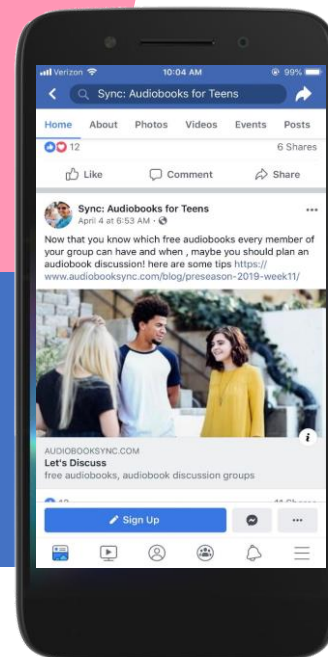 Verizon 10:04 AM 99%
Sync: Audiobooks for Teens
Home About Photos Videos Events Posts
12 6 Shares
Like Comment Share
Sync: Audiobooks for Teens
April 4 at 6:53 AM
Now that you know which free audiobooks every member of
your group can have and when , maybe you should plan an
audiobook discussion! here are some tips https://
www.audiobooksync.com/blog/preseason-2019-week11/
AUDIOBOOKSYNC.COM
Let's Discuss
free audiobooks, audiobook discussion groups
Sign Up